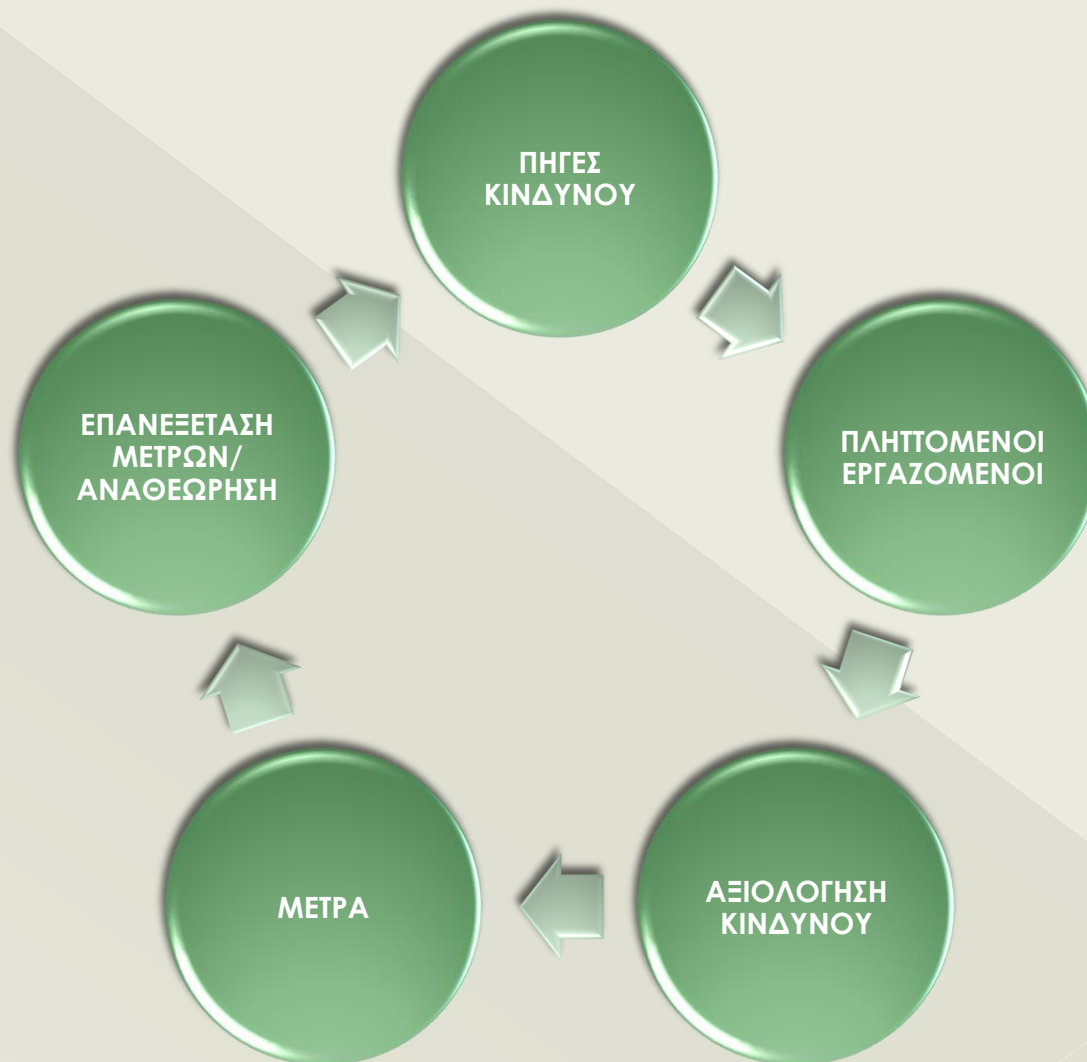 ΠΗΓΕΣ
ΚΙΝΔΥΝΟΥ
ΠΛΗΤΤΟΜΕΝΟΙ
ΕΡΓΑΖΟΜΕΝΟΙ
ΑΞΙΟΛΟΓΗΣΗ
ΚΙΝΔΥΝΟΥ
ΜΕΤΡΑ
ΕΠΑΝΕΞΕΤΑΣΗ
ΜΕΤΡΩΝ/
ΑΝΑΘΕΩΡΗΣΗ